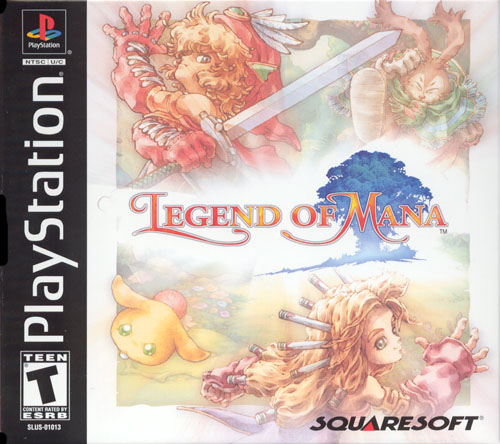 PlayStation
NTSC U/C
PlayStation
LEGEND OF MANA
TM
TEEN
T
CONTENT RATED BY
ESRB
SLUS-01013
SQUARESOFT